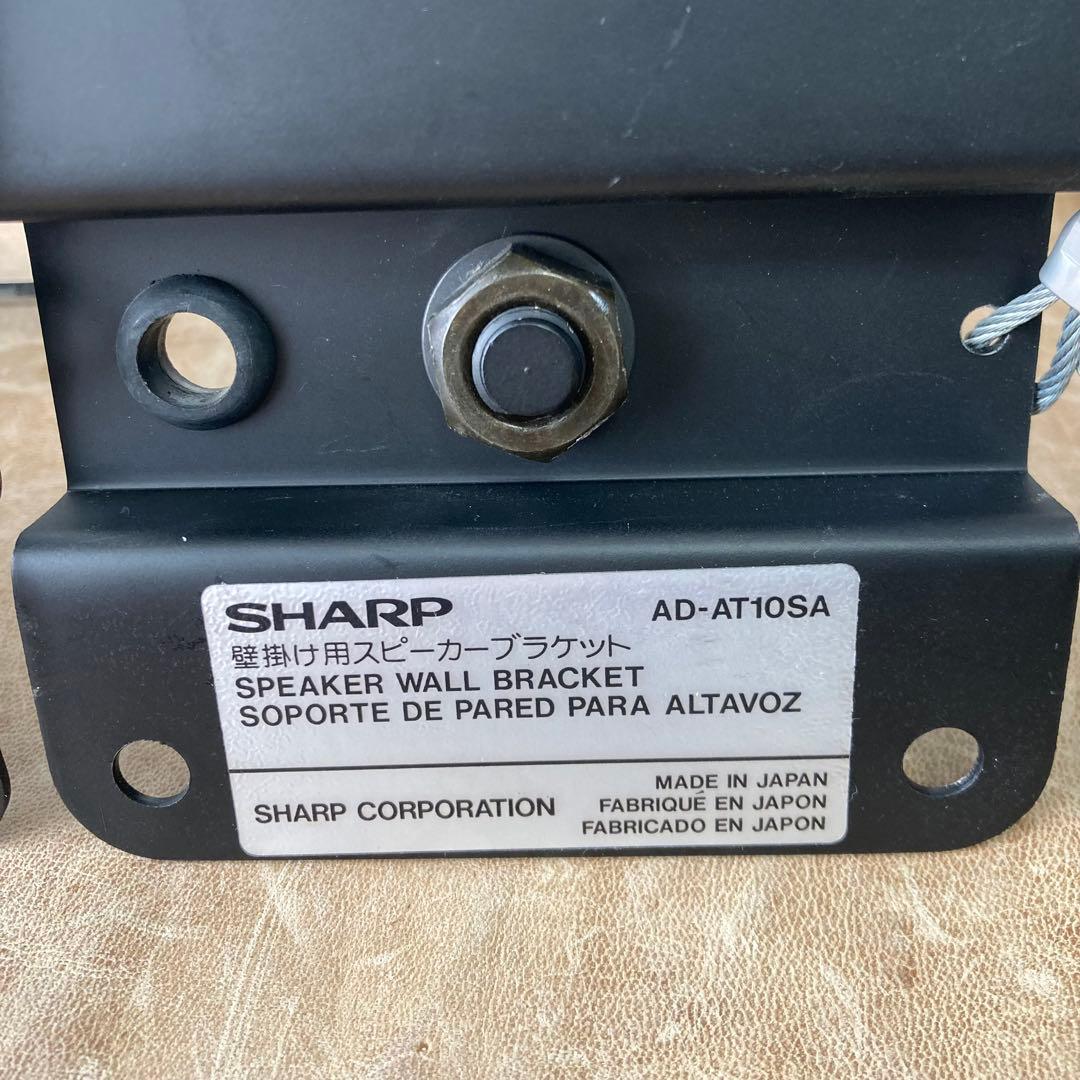 SHARP AD-AT10SA
壁掛け用スピーカーブラケット
SPEAKER WALL BRACKET
SOPORTE DE PARED PARA ALTAVOZ
SHARP CORPORATION
MADE IN JAPAN
FABRIQUÉ EN JAPON
FABRICADO EN JAPON